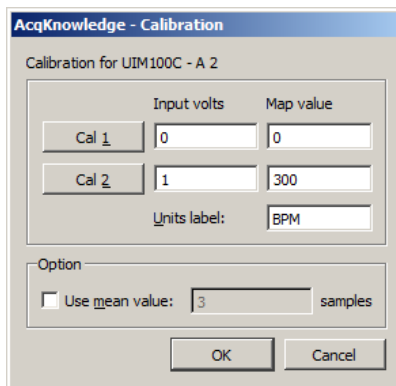 AcqKnowledge - Calibration
Calibration for UIM100C - A 2
Input volts Map value
Cal 1 0 0
Cal 2 1 300
Units label: BPM
Option
Use mean value: 3 samples
OK Cancel